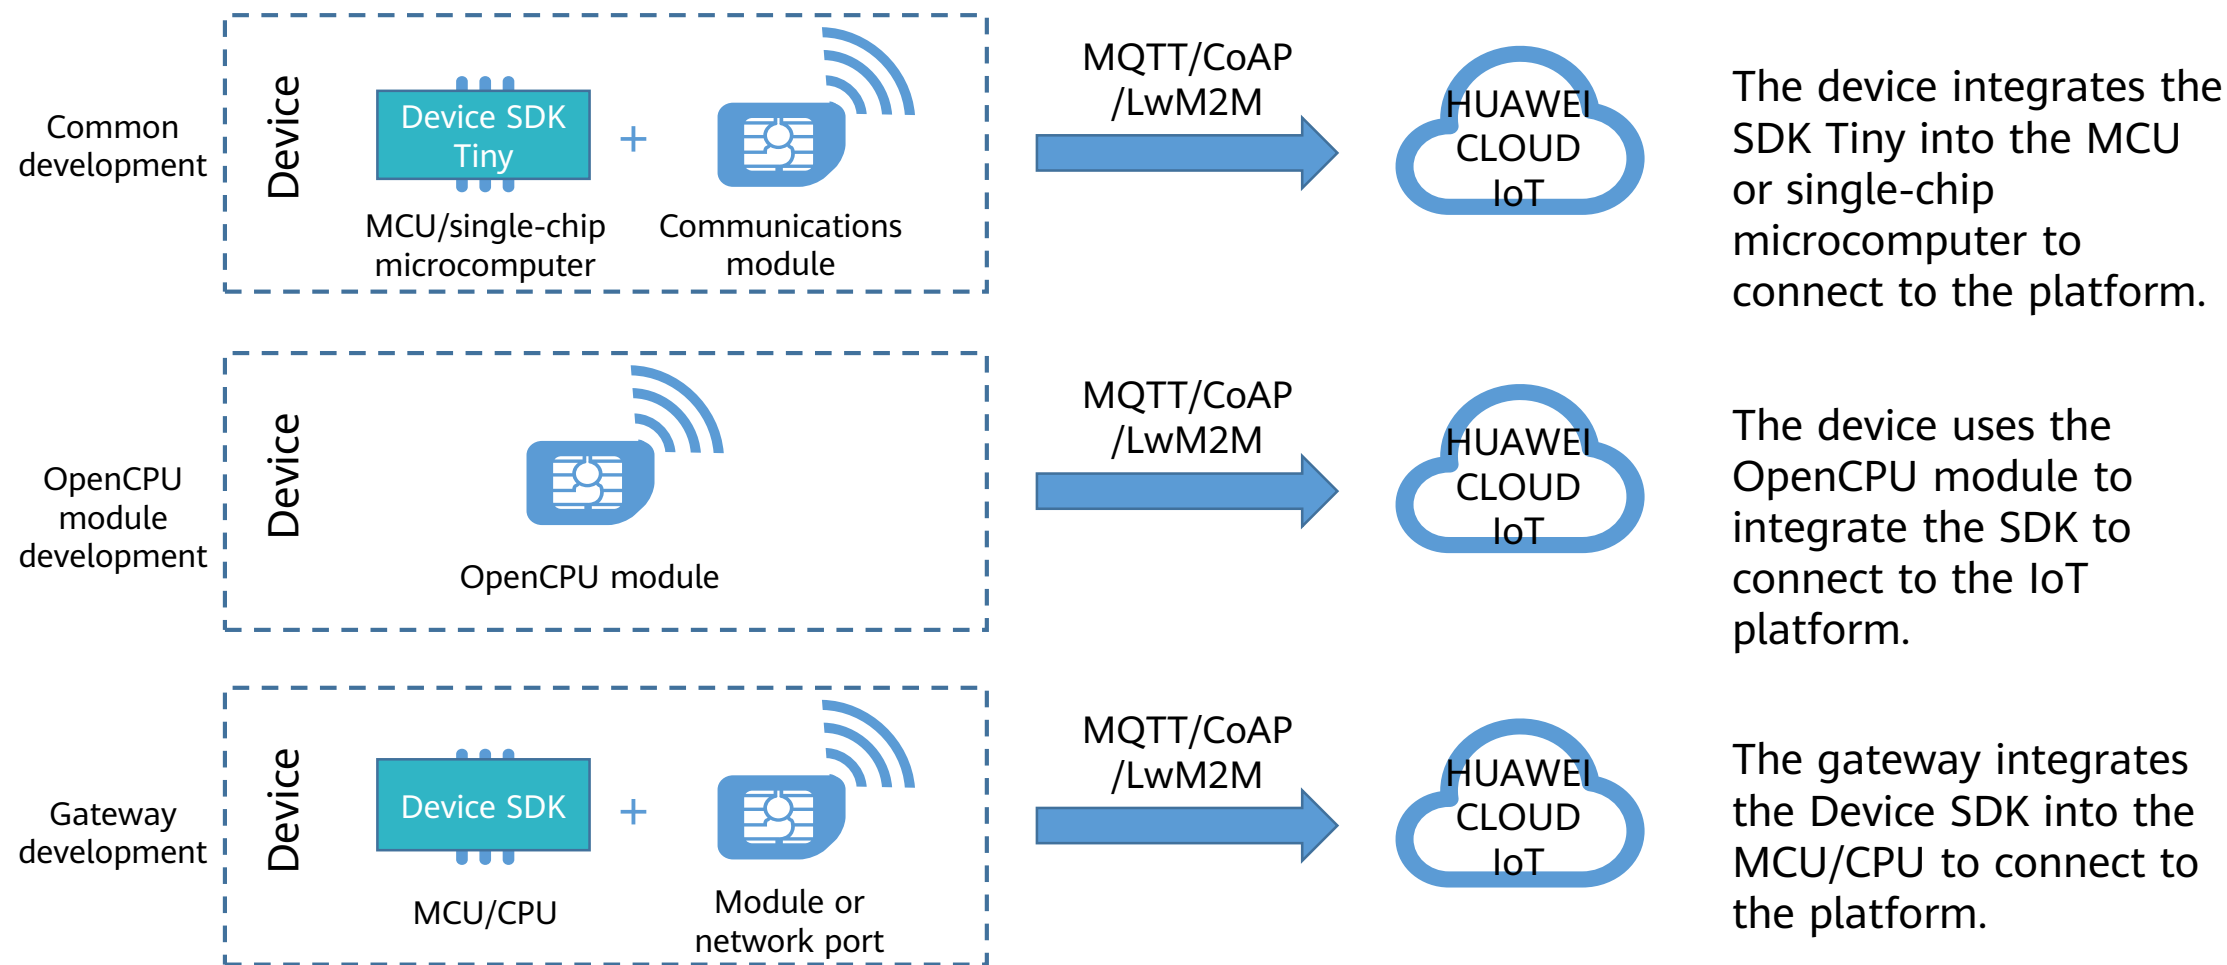 Common
development
Device
Device SDK
Tiny
+
MCU/single-chip
microcomputer
Communications
module
MQTT/CoAP
/LwM2M
HUAWEI
CLOUD
IoT
The device integrates the
SDK Tiny into the MCU
or single-chip
microcomputer to
connect to the platform.
OpenCPU
module
development
Device
OpenCPU module
MQTT/CoAP
/LwM2M
HUAWEI
CLOUD
IoT
The device uses the
OpenCPU module to
integrate the SDK to
connect to the IoT
platform.
Gateway
development
Device
Device SDK
+
MCU/CPU
Module or
network port
MQTT/CoAP
/LwM2M
HUAWEI
CLOUD
IoT
The gateway integrates
the Device SDK into the
MCU/CPU to connect to
the platform.